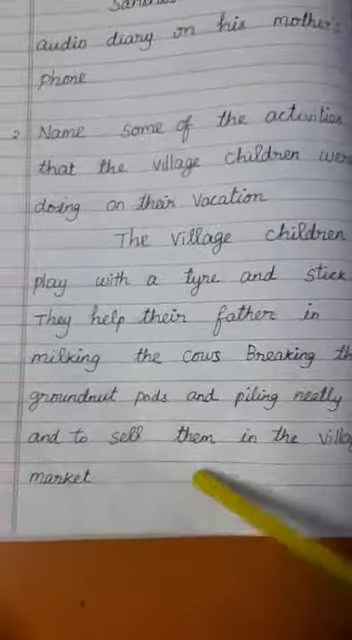 audio diary on his mother's
phone
2. Name some of the activities
that the village children were
doing on their vacation
The village children
play with a tyre and stick
They help their father in
milking the cows Breaking th
groundnut pods and piling neatly
and to sell them in the villag
market